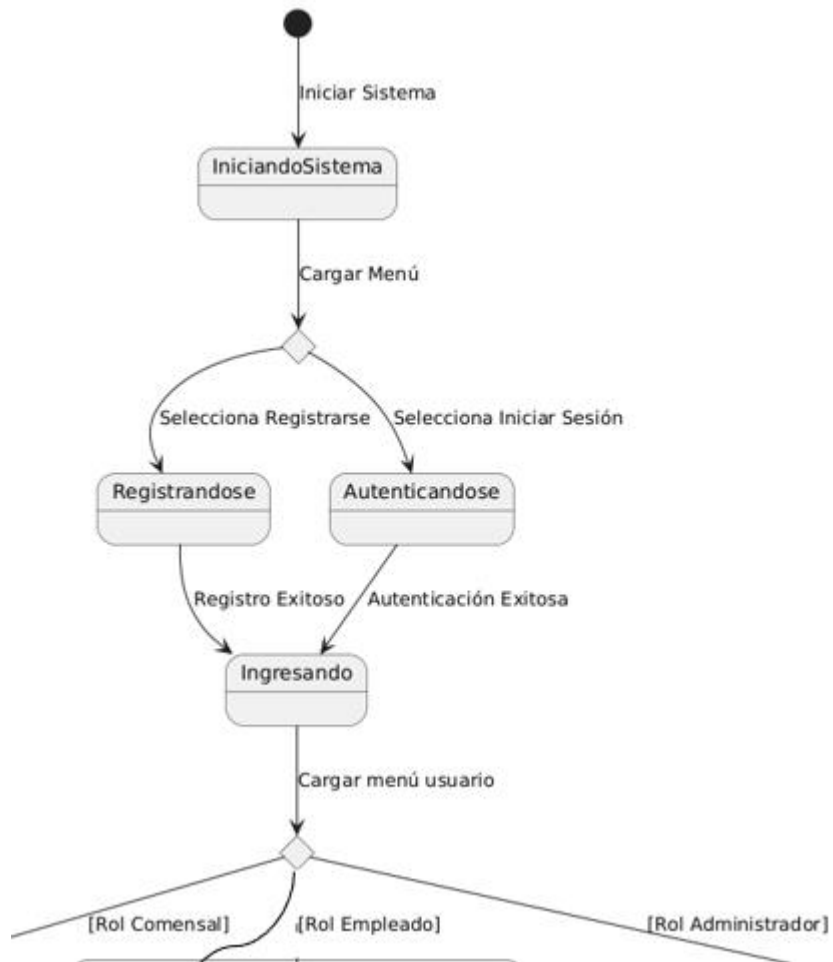 Iniciar Sistema
IniciandoSistema
Cargar Menú
Selecciona Registrarse
Selecciona Iniciar Sesión
Registrandose
Autenticandose
Registro Exitoso
Autenticación Exitosa
Ingresando
Cargar menú usuario
[Rol Comensal]
[Rol Empleado]
[Rol Administrador]